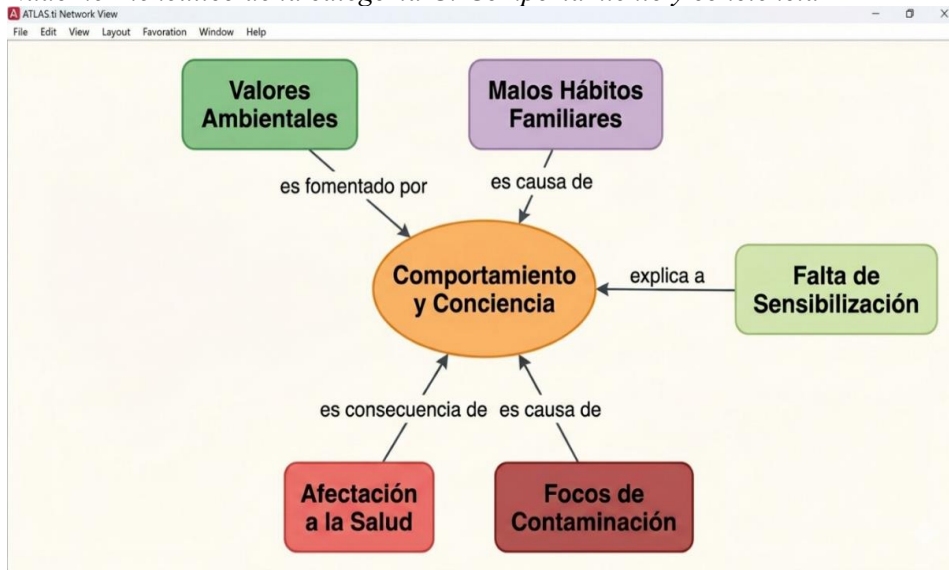 ATLAS.ti Network View
File Edit View Layout Favoration Window Help
Valores
Ambientales
Malos Hábitos
Familiares
es fomentado por
es causa de
Comportamiento
y Conciencia
explica a
Falta de
Sensibilización
es consecuencia de
es causa de
Afectación
a la Salud
Focos de
Contaminación